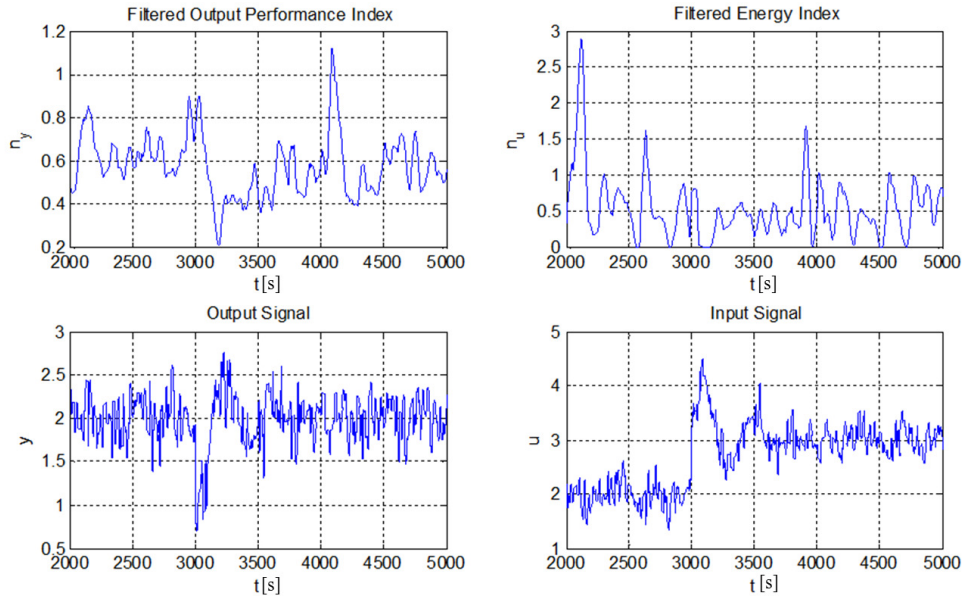 Filtered Output Performance Index
n_y
1.2
1
0.8
0.6
0.4
0.2
2000 2500 3000 3500 4000 4500 5000
t[s]
Filtered Energy Index
n_u
3
2.5
2
1.5
1
0.5
0
2000 2500 3000 3500 4000 4500 5000
t[s]
Output Signal
y
3
2.5
2
1.5
1
0.5
2000 2500 3000 3500 4000 4500 5000
t[s]
Input Signal
u
5
4
3
2
1
2000 2500 3000 3500 4000 4500 5000
t[s]